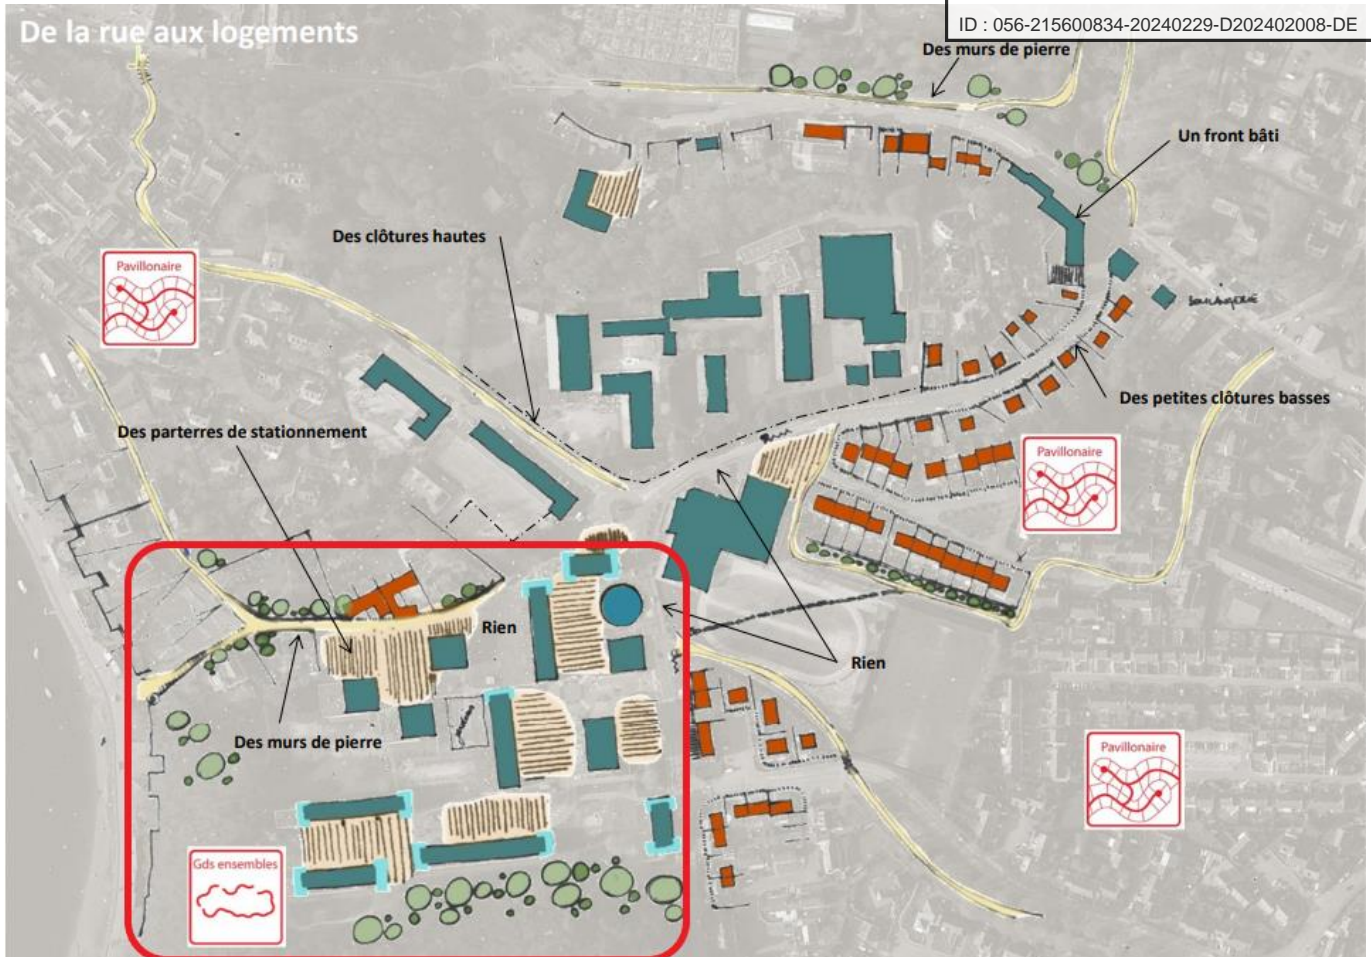 De la rue aux logements
ID : 056-215600834-20240229-D202402008-DE
Des murs de pierre
Un front bâti
Des clôtures hautes
Pavillonaire
BOULANGERIE
Des petites clôtures basses
Des parterres de stationnement
Pavillonaire
Rien
Rien
Des murs de pierre
Pavillonaire
Gds ensembles